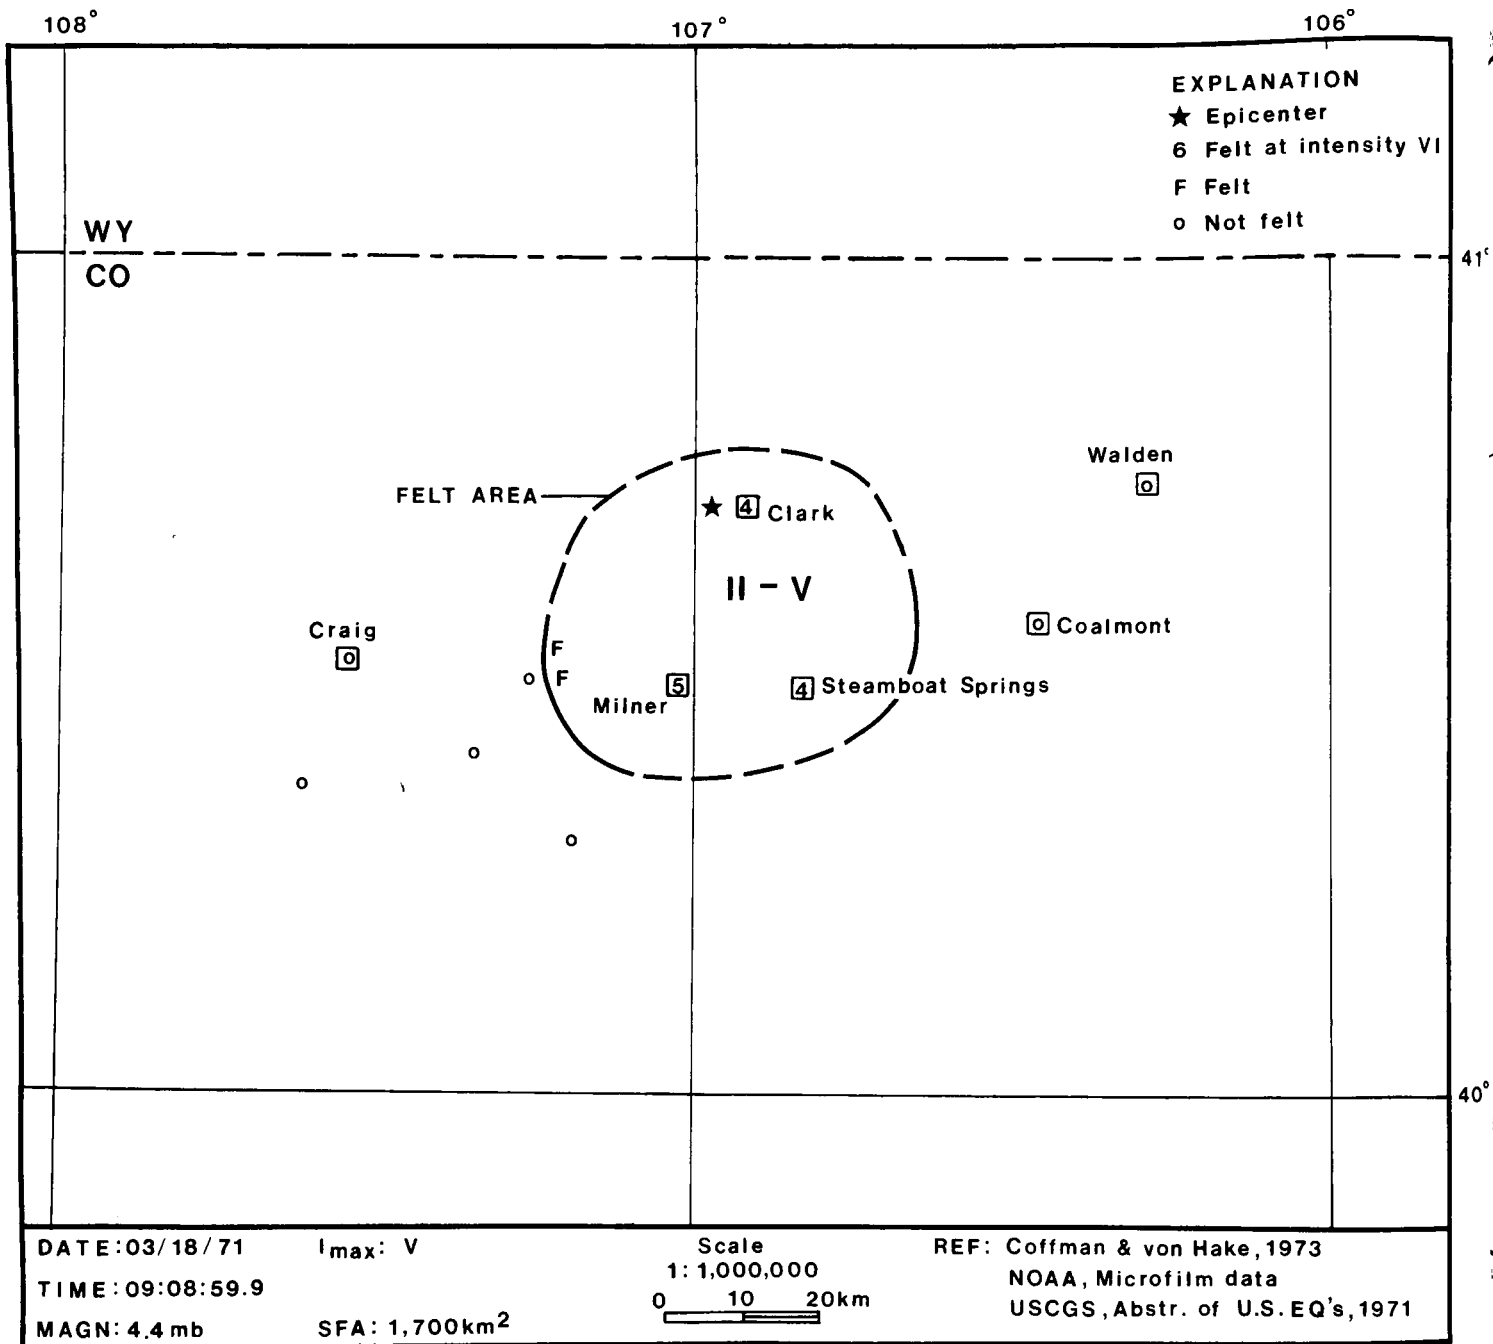 108°
107°
106°
EXPLANATION
★ Epicenter
6 Felt at intensity VI
F Felt
o Not felt
WY
CO
41°
Walden
o
FELT AREA
4 Clark
II – V
Craig
o
o Coalmont
F
o F
Milner 5
4 Steamboat Springs
o
o
o
40°
DATE:03/18/71
Imax: V
Scale
1:1,000,000
0 10 20km
REF: Coffman & von Hake, 1973
NOAA, Microfilm data
USCGS, Abstr. of U.S. EQ's, 1971
TIME:09:08:59.9
MAGN: 4.4 mb
SFA: 1,700km²